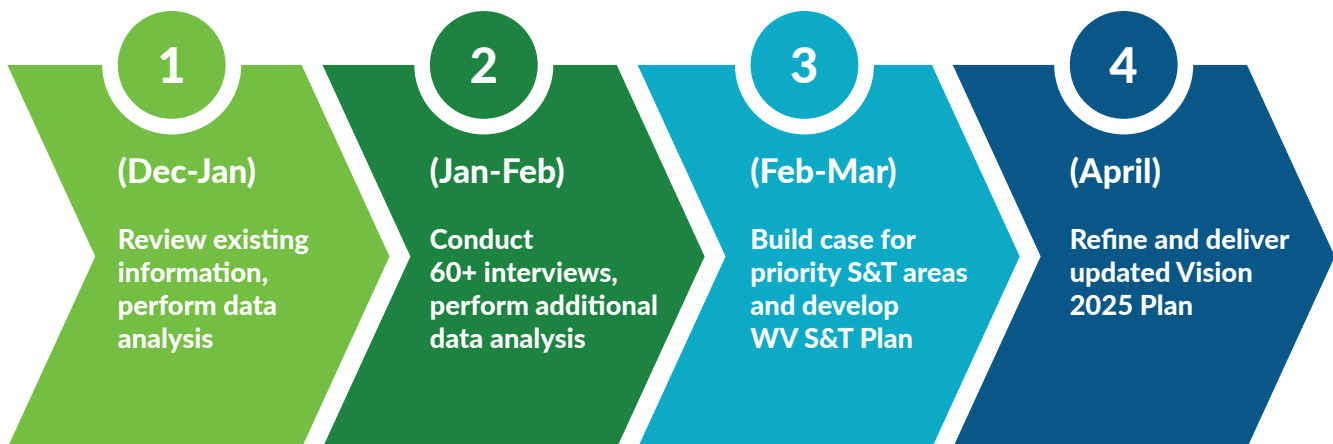 1
(Dec-Jan)
Review existing
information,
perform data
analysis
2
(Jan-Feb)
Conduct
60+ interviews,
perform additional
data analysis
3
(Feb-Mar)
Build case for
priority S&T areas
and develop
WV S&T Plan
4
(April)
Refine and deliver
updated Vision
2025 Plan